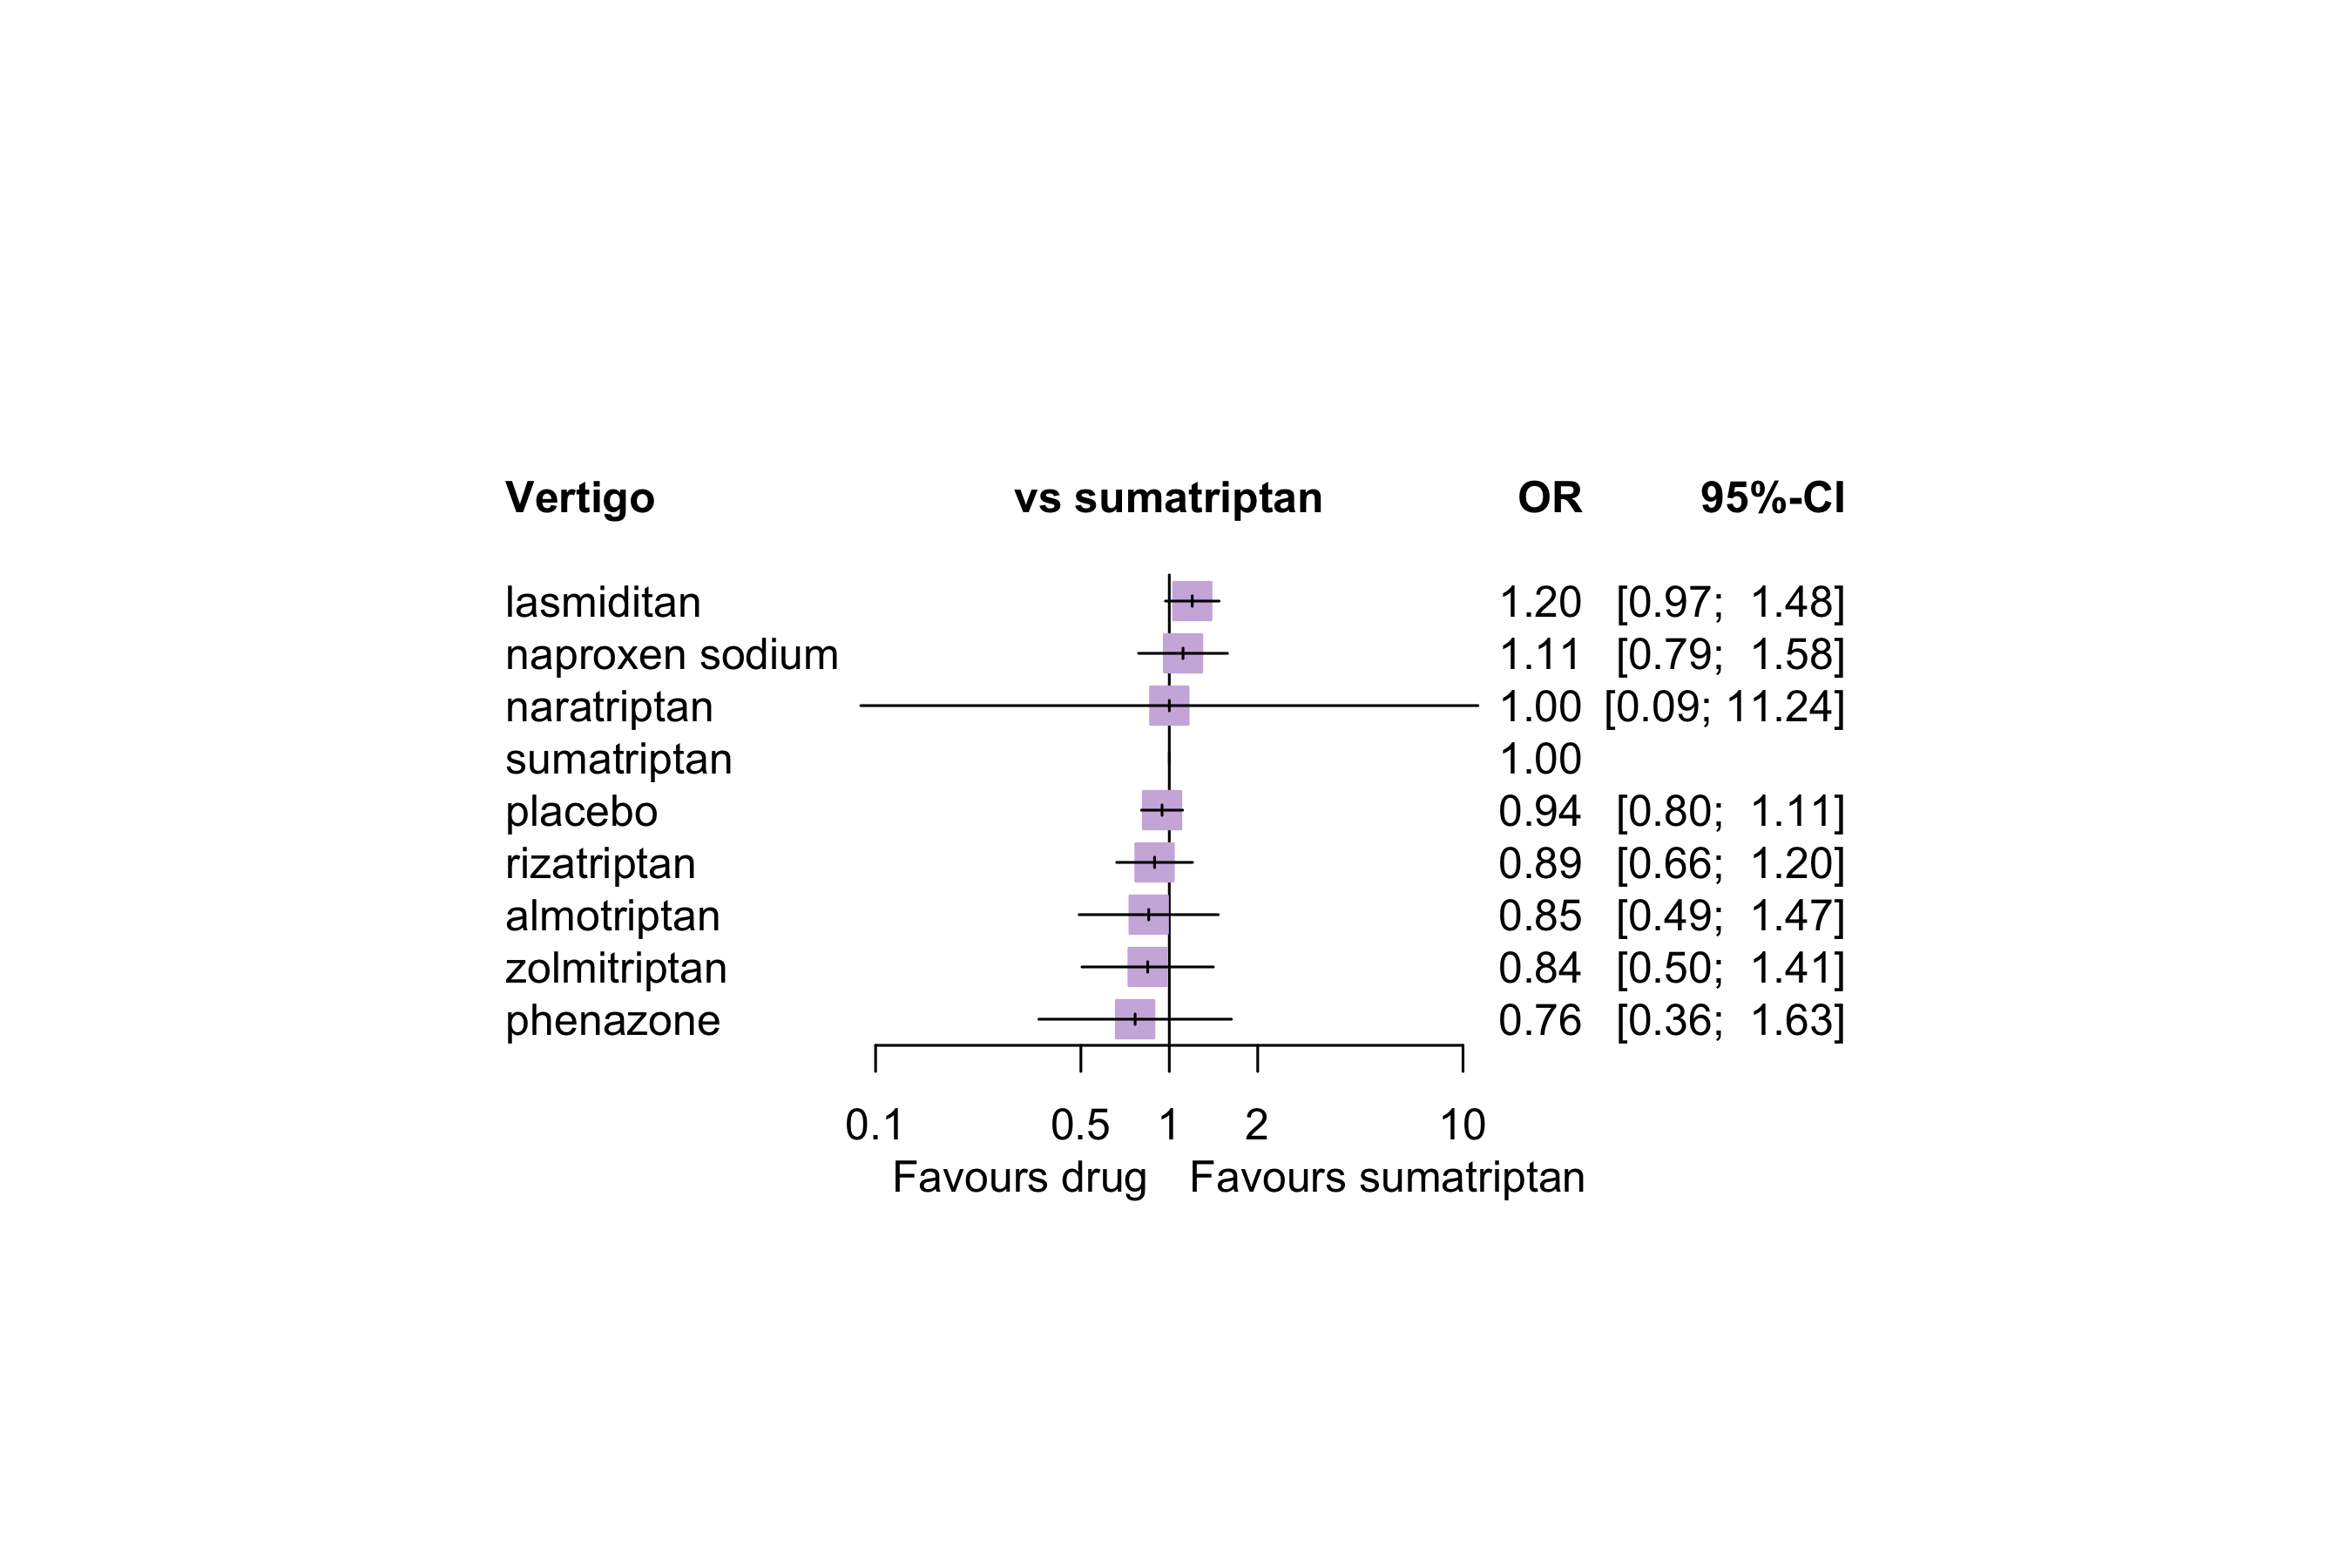 Vertigo vs sumatriptan OR 95%-CI
lasmiditan 1.20 [0.97; 1.48]
naproxen sodium 1.11 [0.79; 1.58]
naratriptan 1.00 [0.09; 11.24]
sumatriptan 1.00
placebo 0.94 [0.80; 1.11]
rizatriptan 0.89 [0.66; 1.20]
almotriptan 0.85 [0.49; 1.47]
zolmitriptan 0.84 [0.50; 1.41]
phenazone 0.76 [0.36; 1.63]
0.1 0.5 1 2 10
Favours drug Favours sumatriptan